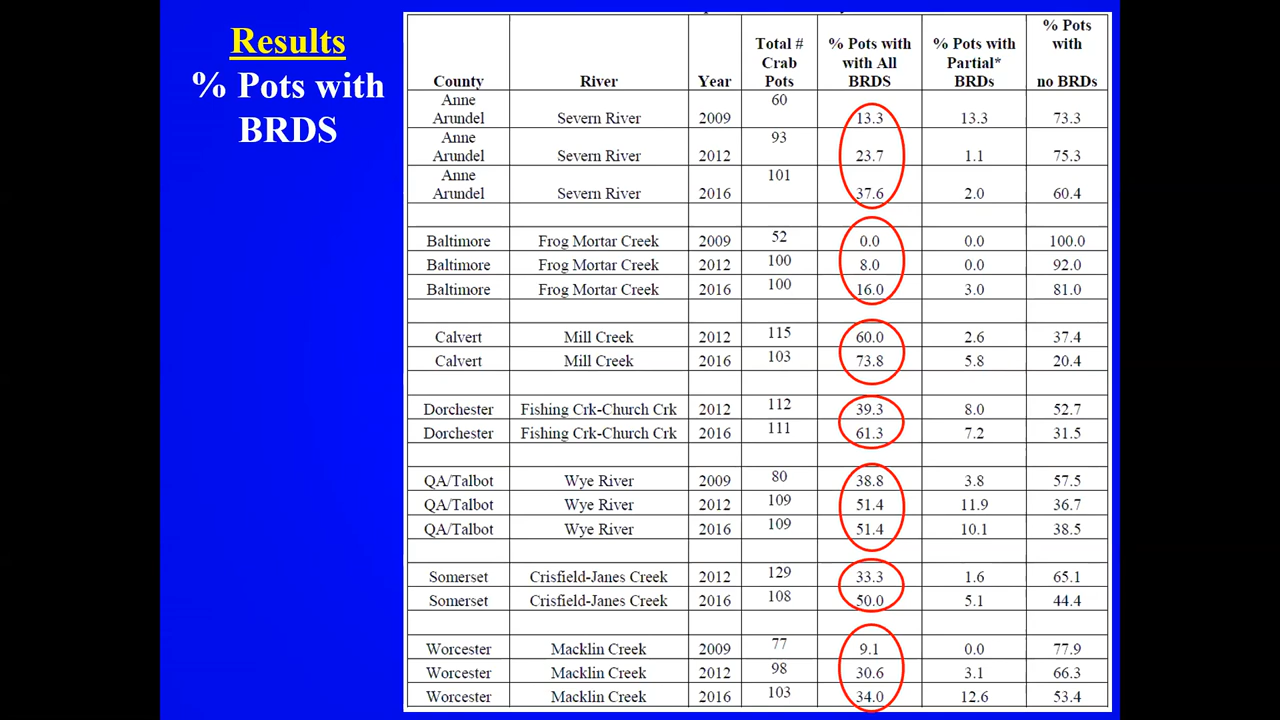 Results
% Pots with
BRDS
County River Year Total # Crab Pots % Pots with with All BRDS % Pots with Partial* BRDs % Pots with no BRDs
Anne Arundel Severn River 2009 60 13.3 13.3 73.3
Anne Arundel Severn River 2012 93 23.7 1.1 75.3
Anne Arundel Severn River 2016 101 37.6 2.0 60.4
Baltimore Frog Mortar Creek 2009 52 0.0 0.0 100.0
Baltimore Frog Mortar Creek 2012 100 8.0 0.0 92.0
Baltimore Frog Mortar Creek 2016 100 16.0 3.0 81.0
Calvert Mill Creek 2012 115 60.0 2.6 37.4
Calvert Mill Creek 2016 103 73.8 5.8 20.4
Dorchester Fishing Crk-Church Crk 2012 112 39.3 8.0 52.7
Dorchester Fishing Crk-Church Crk 2016 111 61.3 7.2 31.5
QA/Talbot Wye River 2009 80 38.8 3.8 57.5
QA/Talbot Wye River 2012 109 51.4 11.9 36.7
QA/Talbot Wye River 2016 109 51.4 10.1 38.5
Somerset Crisfield-Janes Creek 2012 129 33.3 1.6 65.1
Somerset Crisfield-Janes Creek 2016 108 50.0 5.1 44.4
Worcester Macklin Creek 2009 77 9.1 0.0 77.9
Worcester Macklin Creek 2012 98 30.6 3.1 66.3
Worcester Macklin Creek 2016 103 34.0 12.6 53.4